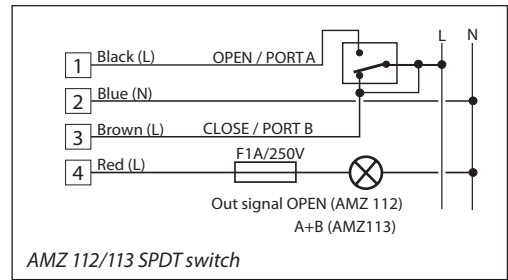 L N
1 Black (L) OPEN / PORT A
2 Blue (N)
3 Brown (L) CLOSE / PORT B
4 Red (L) F1A/250V
Out signal OPEN (AMZ 112)
A+B (AMZ113)
AMZ 112/113 SPDT switch